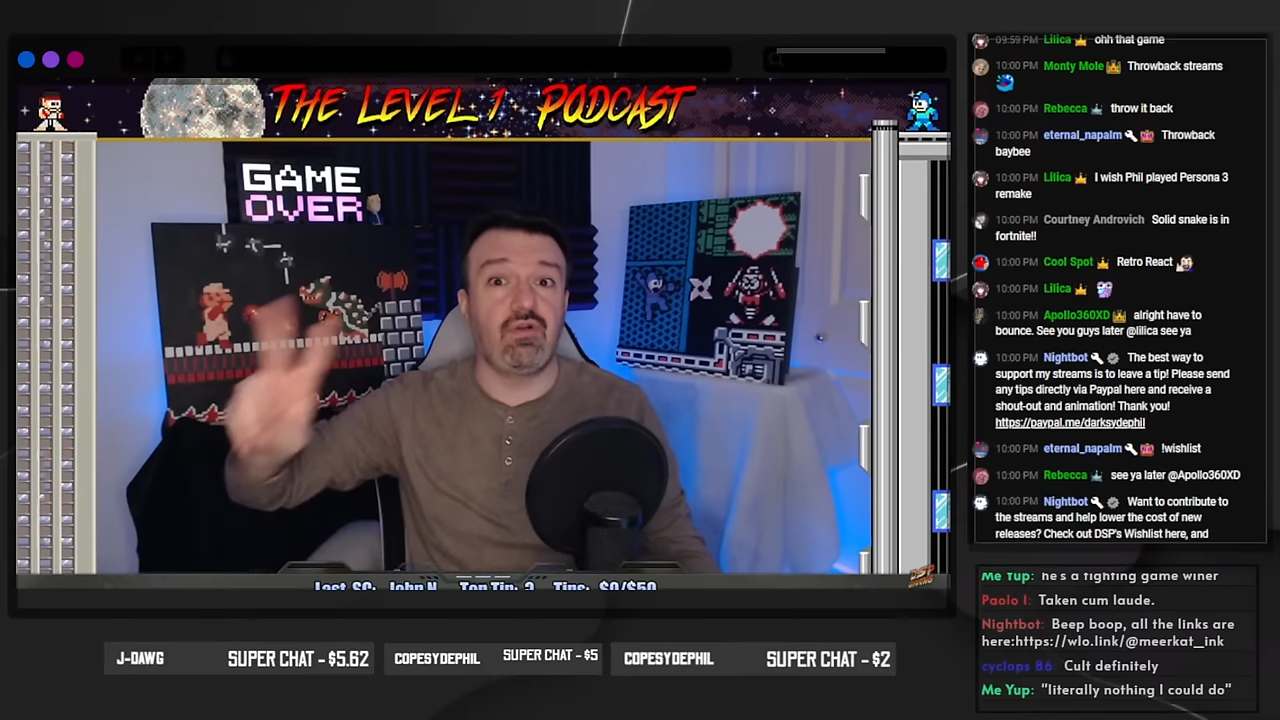 THE LEVEL 1 PODCAST
GAME
OVER
09:59 PM Lilica ohh that game
10:00 PM Monty Mole Throwback streams
10:00 PM Rebecca throw it back
10:00 PM eternal_napalm Throwback
baybee
10:00 PM Lilica I wish Phil played Persona 3
remake
10:00 PM Courtney Androvich Solid snake is in
fortnite!!
10:00 PM Cool Spot Retro React
10:00 PM Lilica
10:00 PM Apollo360XD alright have to
bounce. See you guys later @lilica see ya
10:00 PM Nightbot The best way to
support my streams is to leave a tip! Please send
any tips directly via Paypal here and receive a
shout-out and animation! Thank you!
https://paypal.me/darksydephil
10:00 PM eternal_napalm !wishlist
10:00 PM Rebecca see ya later @Apollo360XD
10:00 PM Nightbot Want to contribute to
the streams and help lower the cost of new
releases? Check out DSP's Wishlist here, and
Last SC: John N Top Tip: ? Tips: $0/$50
DSP
GAMING
J-DAWG SUPER CHAT - $5.62
COPESYDEPHIL SUPER CHAT - $5
COPESYDEPHIL SUPER CHAT - $2
Me Yup: he's a fighting game winer
Paolo I: Taken cum laude.
Nightbot: Beep boop, all the links are
here:https://wlo.link/@meerkat_ink
cyclops 86 Cult definitely
Me Yup: "literally nothing I could do"